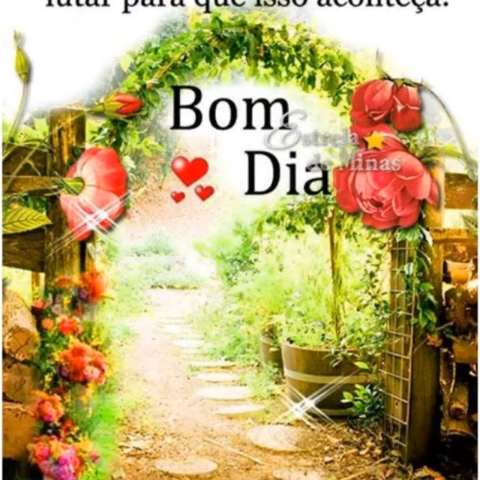 lutar para que isso aconteça.
Bom
Dia
Estrela
de Minas